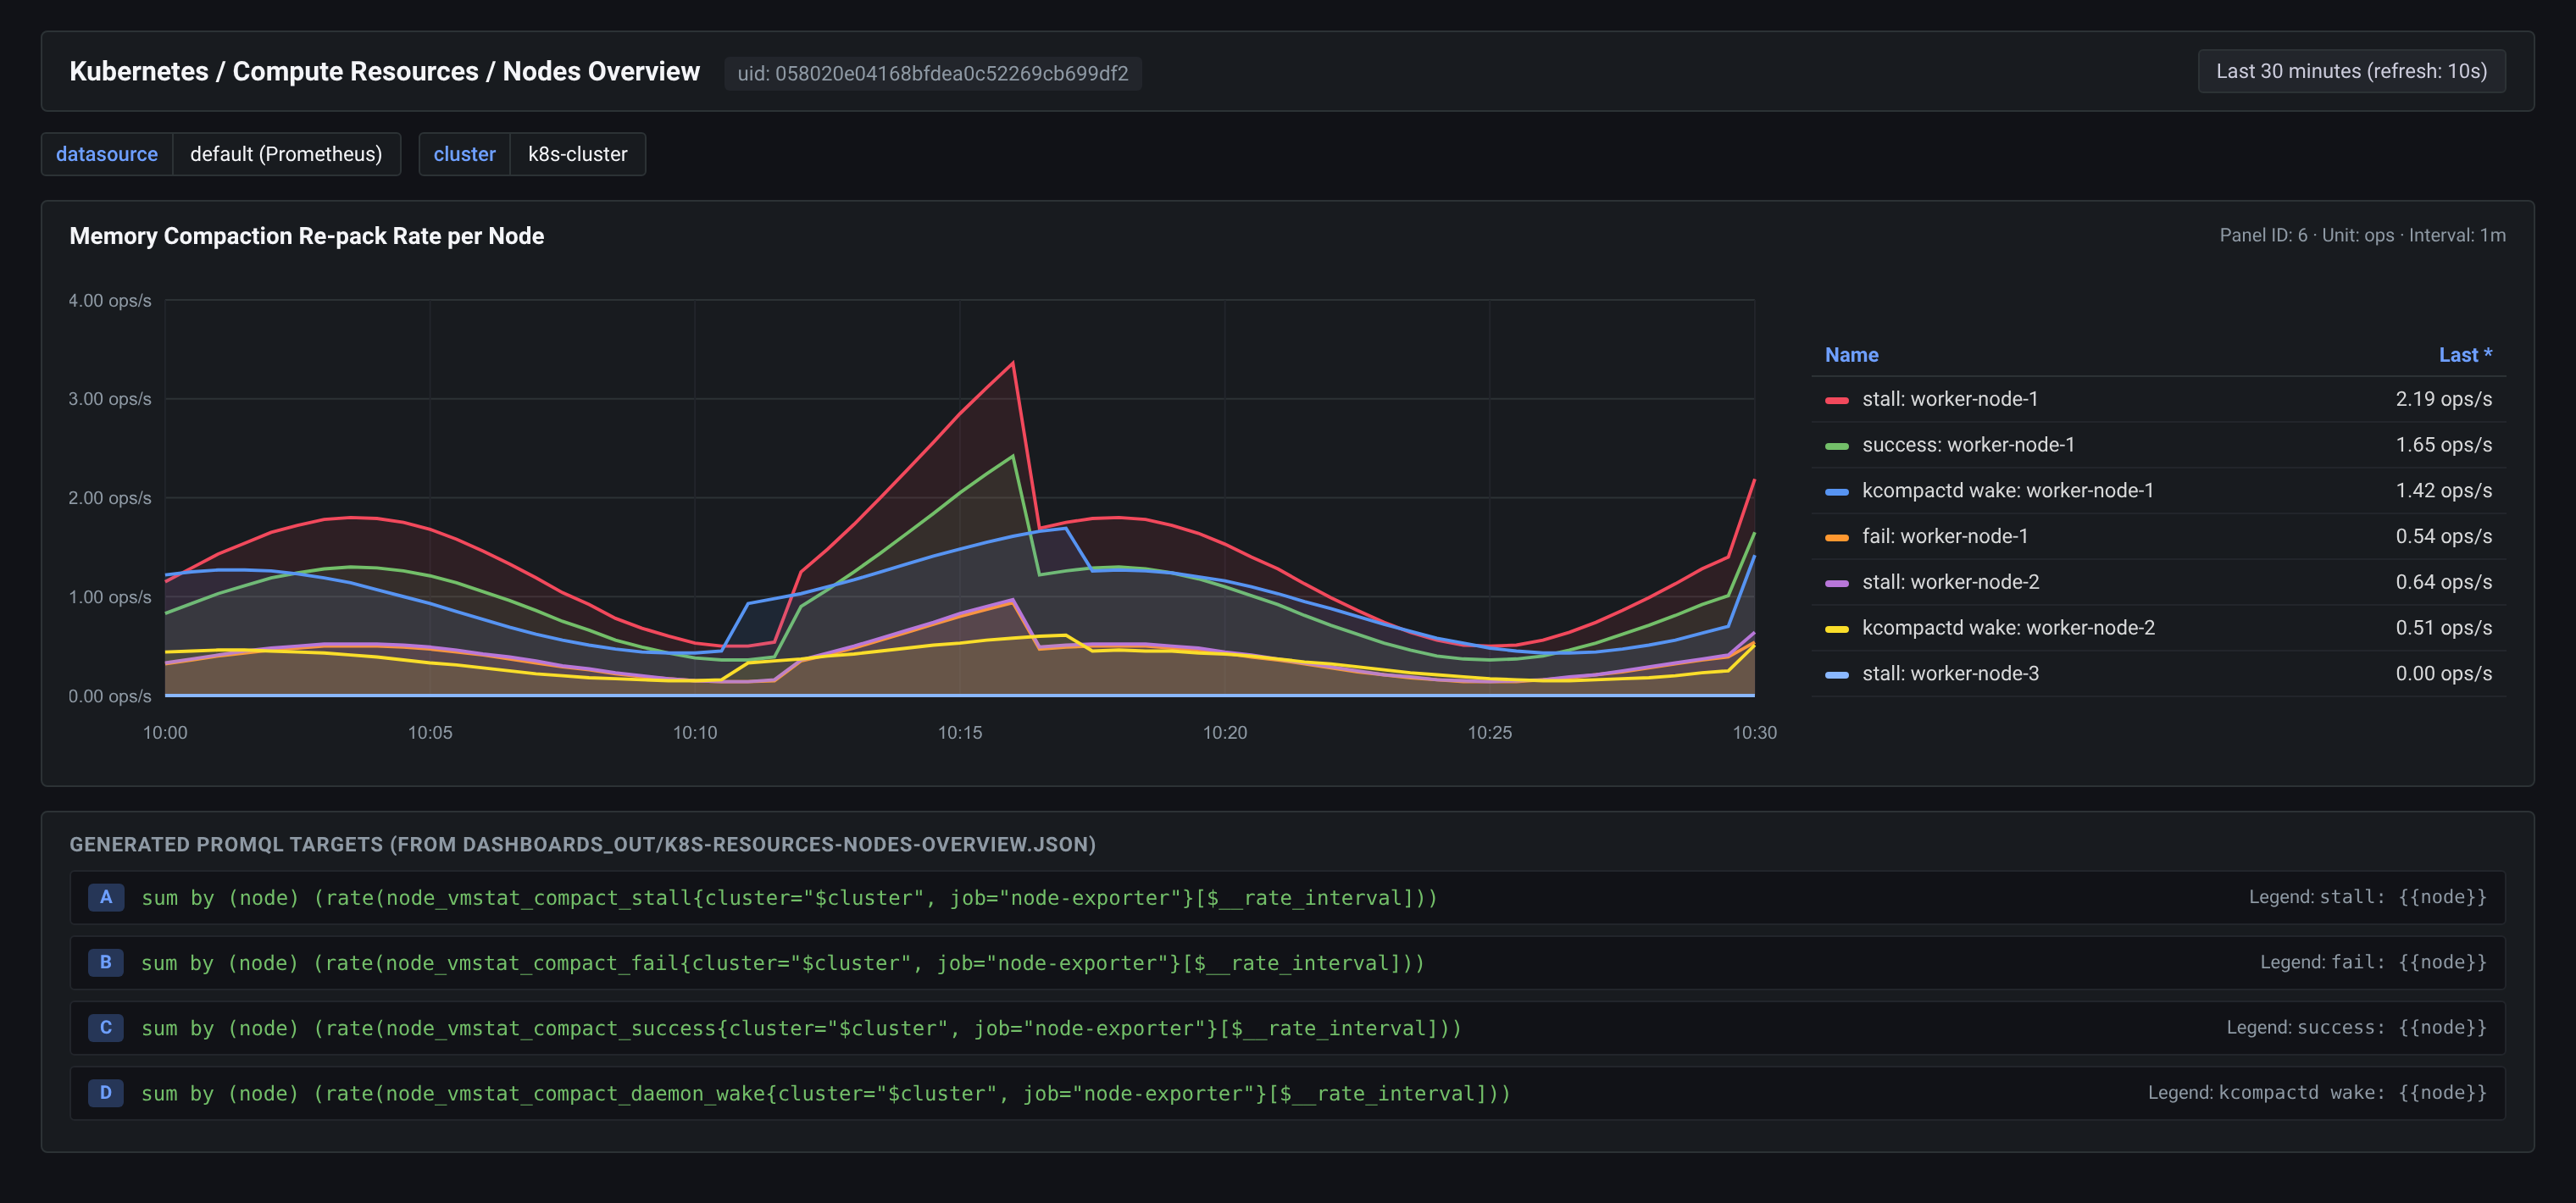 Kubernetes / Compute Resources / Nodes Overview uid: 058020e04168bfdea0c52269cb699df2 Last 30 minutes (refresh: 10s)
datasource default (Prometheus) cluster k8s-cluster
Memory Compaction Re-pack Rate per Node Panel ID: 6 · Unit: ops · Interval: 1m
4.00 ops/s
3.00 ops/s
2.00 ops/s
1.00 ops/s
0.00 ops/s
10:00 10:05 10:10 10:15 10:20 10:25 10:30
Name Last *
stall: worker-node-1 2.19 ops/s
success: worker-node-1 1.65 ops/s
kcompactd wake: worker-node-1 1.42 ops/s
fail: worker-node-1 0.54 ops/s
stall: worker-node-2 0.64 ops/s
kcompactd wake: worker-node-2 0.51 ops/s
stall: worker-node-3 0.00 ops/s
GENERATED PROMQL TARGETS (FROM DASHBOARDS_OUT/K8S-RESOURCES-NODES-OVERVIEW.JSON)
A sum by (node) (rate(node_vmstat_compact_stall{cluster="$cluster", job="node-exporter"}[$__rate_interval])) Legend: stall: {{node}}
B sum by (node) (rate(node_vmstat_compact_fail{cluster="$cluster", job="node-exporter"}[$__rate_interval])) Legend: fail: {{node}}
C sum by (node) (rate(node_vmstat_compact_success{cluster="$cluster", job="node-exporter"}[$__rate_interval])) Legend: success: {{node}}
D sum by (node) (rate(node_vmstat_compact_daemon_wake{cluster="$cluster", job="node-exporter"}[$__rate_interval])) Legend: kcompactd wake: {{node}}